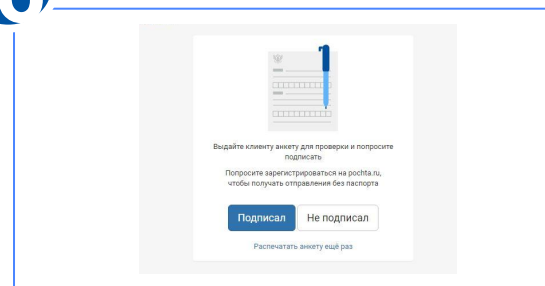 Выдайте клиенту анкету для проверки и попросите
подписать
Попросите зарегистрироваться на pochta.ru,
чтобы получать отправления без паспорта
Подписал Не подписал
Распечатать анкету ещё раз